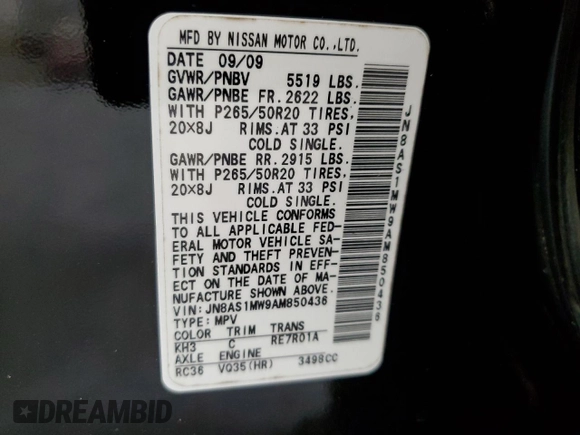 MFD BY NISSAN MOTOR CO.,LTD.
DATE 09/09
GVWR/PNBV 5519 LBS.
GAWR/PNBE FR. 2622 LBS.
WITH P265/50R20 TIRES,
20X8J RIMS.AT 33 PSI
COLD SINGLE.
GAWR/PNBE RR. 2915 LBS.
WITH P265/50R20 TIRES,
20X8J RIMS.AT 33 PSI
COLD SINGLE.
THIS VEHICLE CONFORMS
TO ALL APPLICABLE FED-
ERAL MOTOR VEHICLE SA-
FETY AND THEFT PREVEN-
TION STANDARDS IN EFF-
ECT ON THE DATE OF MA-
NUFACTURE SHOWN ABOVE.
VIN: JN8AS1MW9AM850436
TYPE: MPV
COLOR TRIM TRANS
KH3 C RE7R01A
AXLE ENGINE
RC36 VQ35(HR) 3498CC
JN8AS1MW9AM850436
DREAMBID